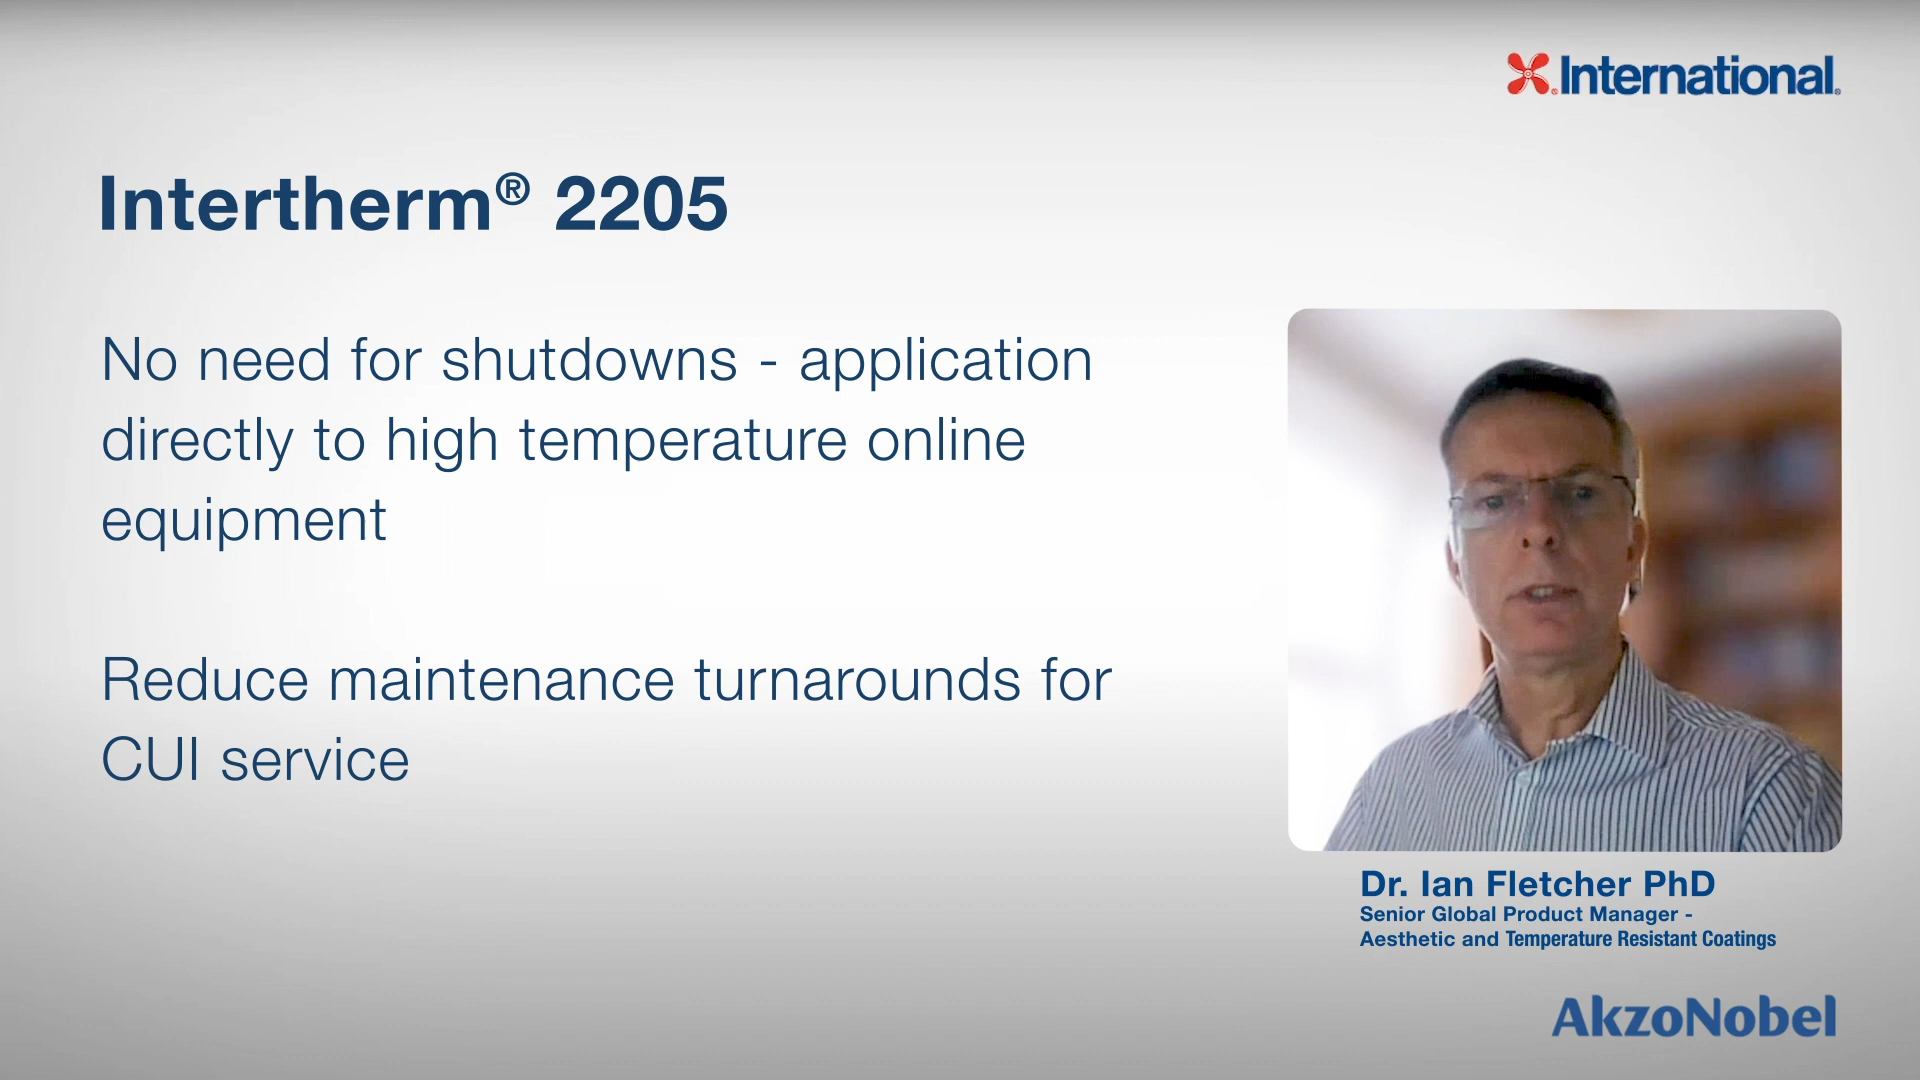 International®
Intertherm® 2205
No need for shutdowns - application
directly to high temperature online
equipment
Reduce maintenance turnarounds for
CUI service
Dr. Ian Fletcher PhD
Senior Global Product Manager -
Aesthetic and Temperature Resistant Coatings
AkzoNobel